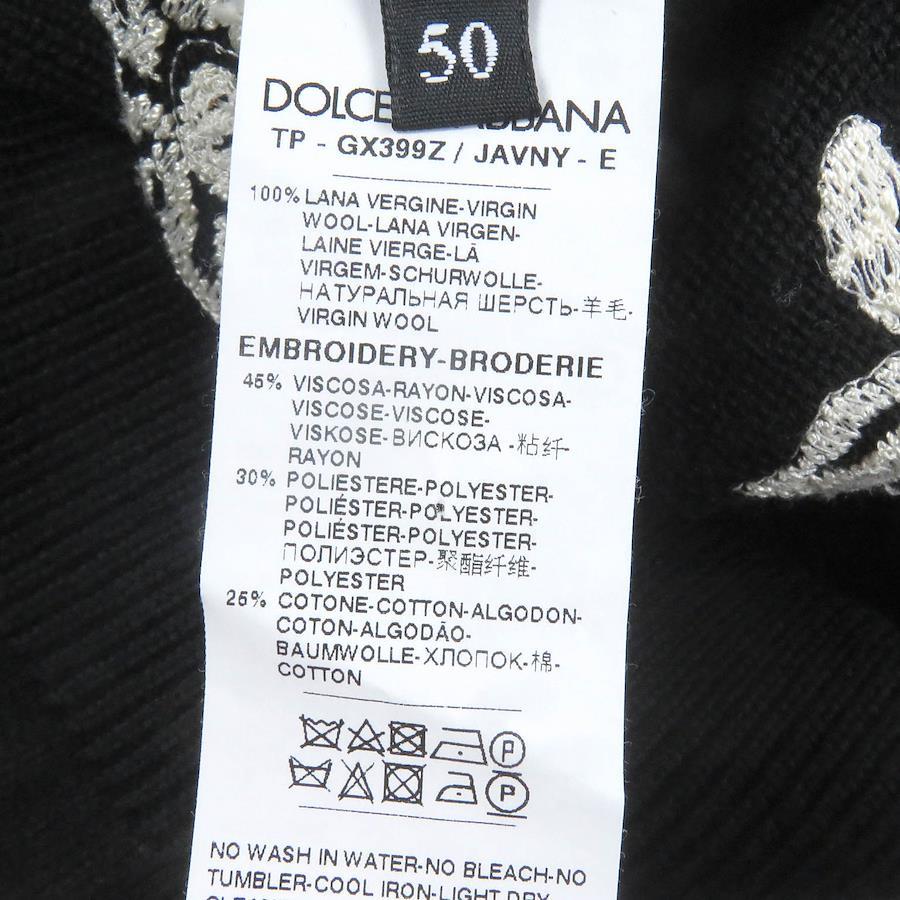 50
DOLCE BANA
TP - GX399Z / JAVNY - E
100% LANA VERGINE-VIRGIN
WOOL-LANA VIRGEN-
LAINE VIERGE-LÃ
VIRGEM-SCHURWOLLE-
НАТУРАЛЬНАЯ ШЕРСТЬ-羊毛-
VIRGIN WOOL
EMBROIDERY-BRODERIE
45% VISCOSA-RAYON-VISCOSA-
VISCOSE-VISCOSE-
VISKOSE-ВИСКОЗА -粘纤-
RAYON
30% POLIESTERE-POLYESTER-
POLIÉSTER-POLYESTER-
POLIÉSTER-POLYESTER-
ПОЛИЭСТЕР-聚酯纤维-
POLYESTER
25% COTONE-COTTON-ALGODON-
COTON-ALGODÃO-
BAUMWOLLE-ХЛОПОК-棉-
COTTON
P
P
NO WASH IN WATER-NO BLEACH-NO
TUMBLER-COOL IRON-LIGHT DRY